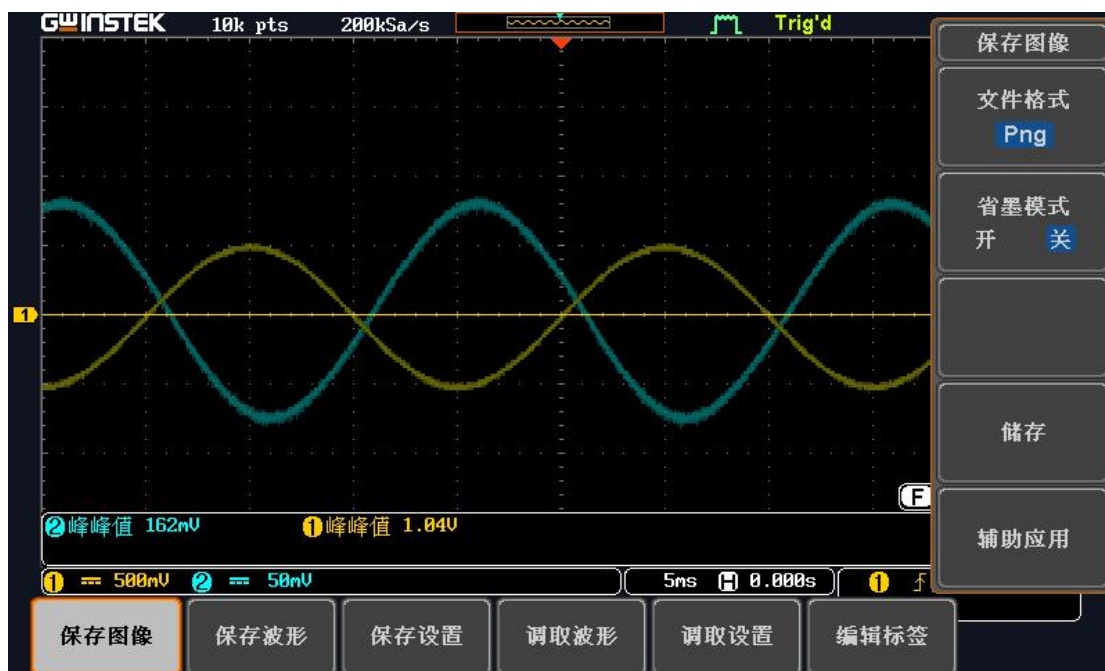 GWINSTEK 10k pts 200kSa/s Trig'd
保存图像
文件格式
Png
省墨模式
开 关
1
储存
F
辅助应用
2 峰峰值 162mV 1 峰峰值 1.04V
1 500mV 2 50mV 5ms H 0.000s 1
保存图像 保存波形 保存设置 调取波形 调取设置 编辑标签